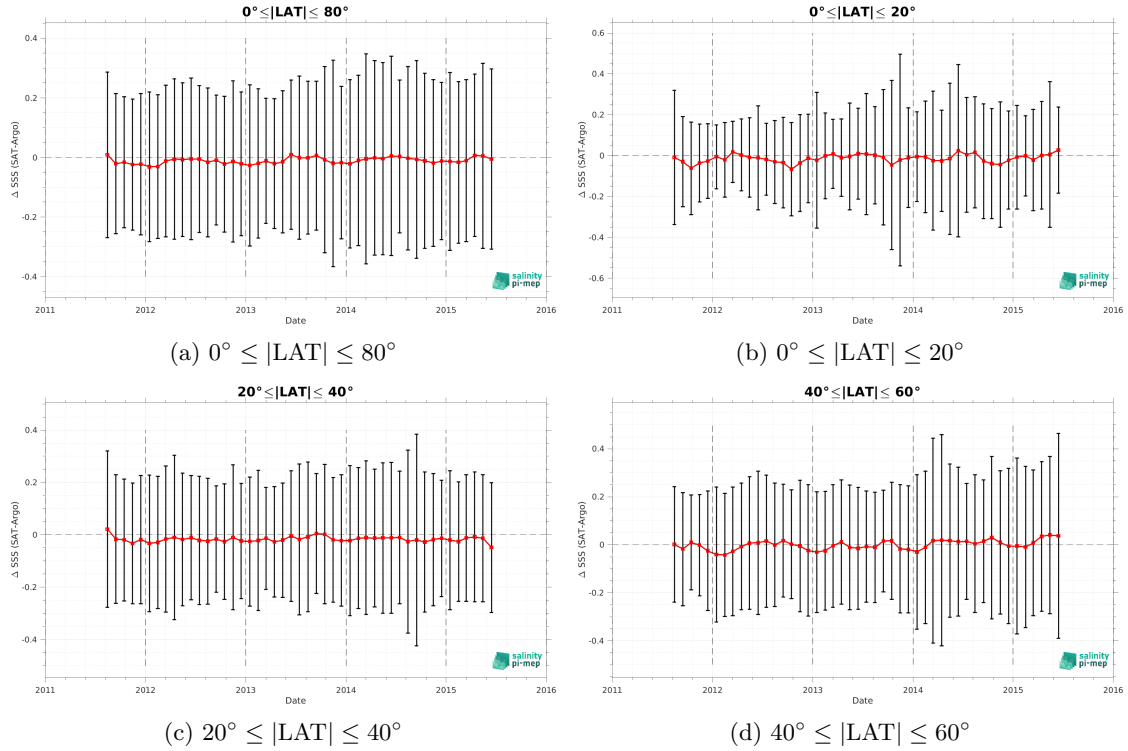 0°≤|LAT|≤ 80°
Δ SSS (SAT-Argo)
0.4
0.2
0
-0.2
-0.4
2011
2012
2013
2014
2015
2016
Date
salinity
pi-mep
(a) 0° ≤ |LAT| ≤ 80°
0°≤|LAT|≤ 20°
Δ SSS (SAT-Argo)
0.6
0.4
0.2
0
-0.2
-0.4
-0.6
2011
2012
2013
2014
2015
2016
Date
salinity
pi-mep
(b) 0° ≤ |LAT| ≤ 20°
20°≤|LAT|≤ 40°
Δ SSS (SAT-Argo)
0.4
0.2
0
-0.2
-0.4
2011
2012
2013
2014
2015
2016
Date
salinity
pi-mep
(c) 20° ≤ |LAT| ≤ 40°
40°≤|LAT|≤ 60°
Δ SSS (SAT-Argo)
0.4
0.2
0
-0.2
-0.4
2011
2012
2013
2014
2015
2016
Date
salinity
pi-mep
(d) 40° ≤ |LAT| ≤ 60°